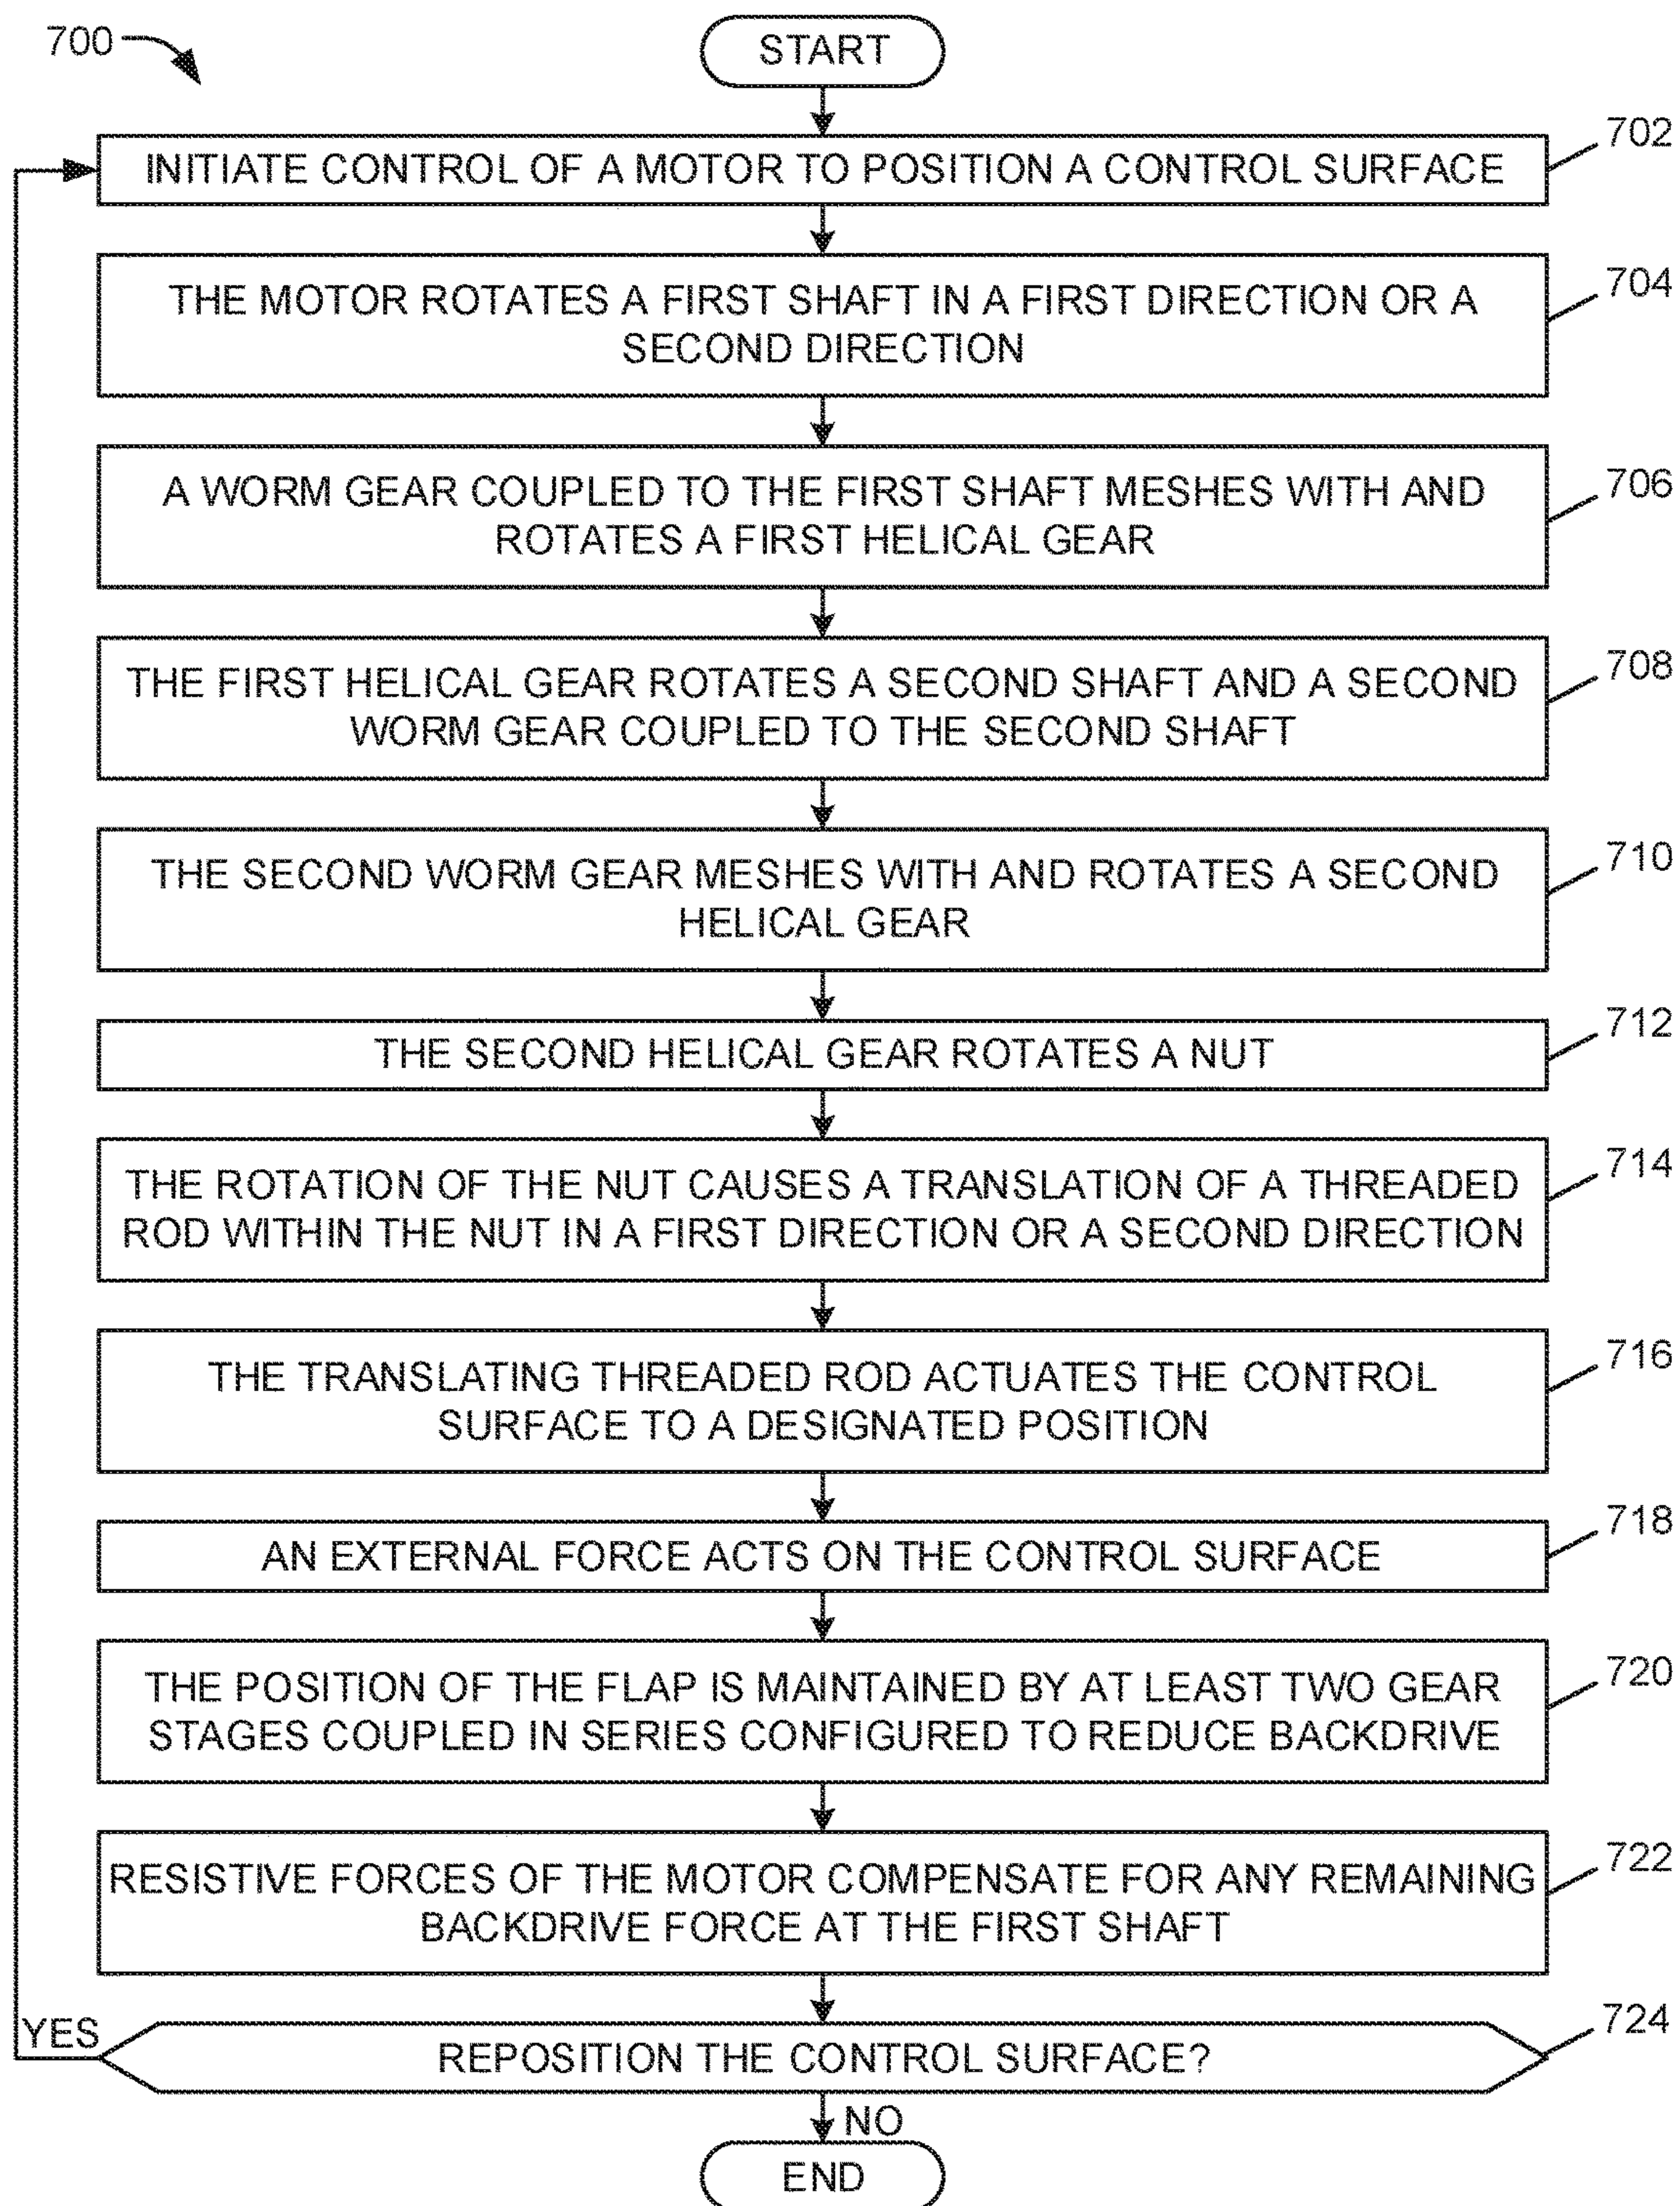 700
START
702
INITIATE CONTROL OF A MOTOR TO POSITION A CONTROL SURFACE
704
THE MOTOR ROTATES A FIRST SHAFT IN A FIRST DIRECTION OR A
SECOND DIRECTION
706
A WORM GEAR COUPLED TO THE FIRST SHAFT MESHES WITH AND
ROTATES A FIRST HELICAL GEAR
708
THE FIRST HELICAL GEAR ROTATES A SECOND SHAFT AND A SECOND
WORM GEAR COUPLED TO THE SECOND SHAFT
710
THE SECOND WORM GEAR MESHES WITH AND ROTATES A SECOND
HELICAL GEAR
712
THE SECOND HELICAL GEAR ROTATES A NUT
714
THE ROTATION OF THE NUT CAUSES A TRANSLATION OF A THREADED
ROD WITHIN THE NUT IN A FIRST DIRECTION OR A SECOND DIRECTION
716
THE TRANSLATING THREADED ROD ACTUATES THE CONTROL
SURFACE TO A DESIGNATED POSITION
718
AN EXTERNAL FORCE ACTS ON THE CONTROL SURFACE
720
THE POSITION OF THE FLAP IS MAINTAINED BY AT LEAST TWO GEAR
STAGES COUPLED IN SERIES CONFIGURED TO REDUCE BACKDRIVE
722
RESISTIVE FORCES OF THE MOTOR COMPENSATE FOR ANY REMAINING
BACKDRIVE FORCE AT THE FIRST SHAFT
724
YES
REPOSITION THE CONTROL SURFACE?
NO
END